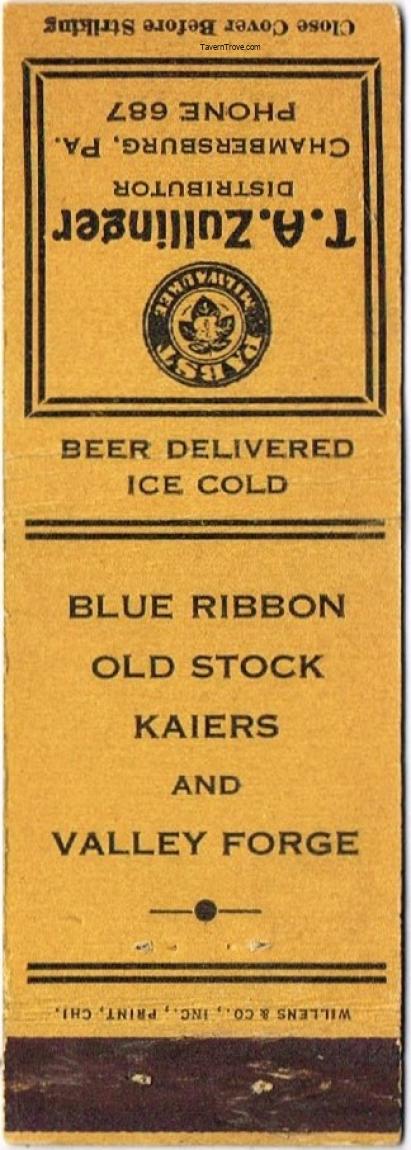 Close Cover Before Striking
TavernTrove.com
T.A.Zullinger
DISTRIBUTOR
CHAMBERSBURG, PA.
PHONE 687
PABST
MILWAUKEE
B
BEER DELIVERED
ICE COLD
BLUE RIBBON
OLD STOCK
KAIERS
AND
VALLEY FORGE
WILLENS & CO., INC., PRINT, CHI.